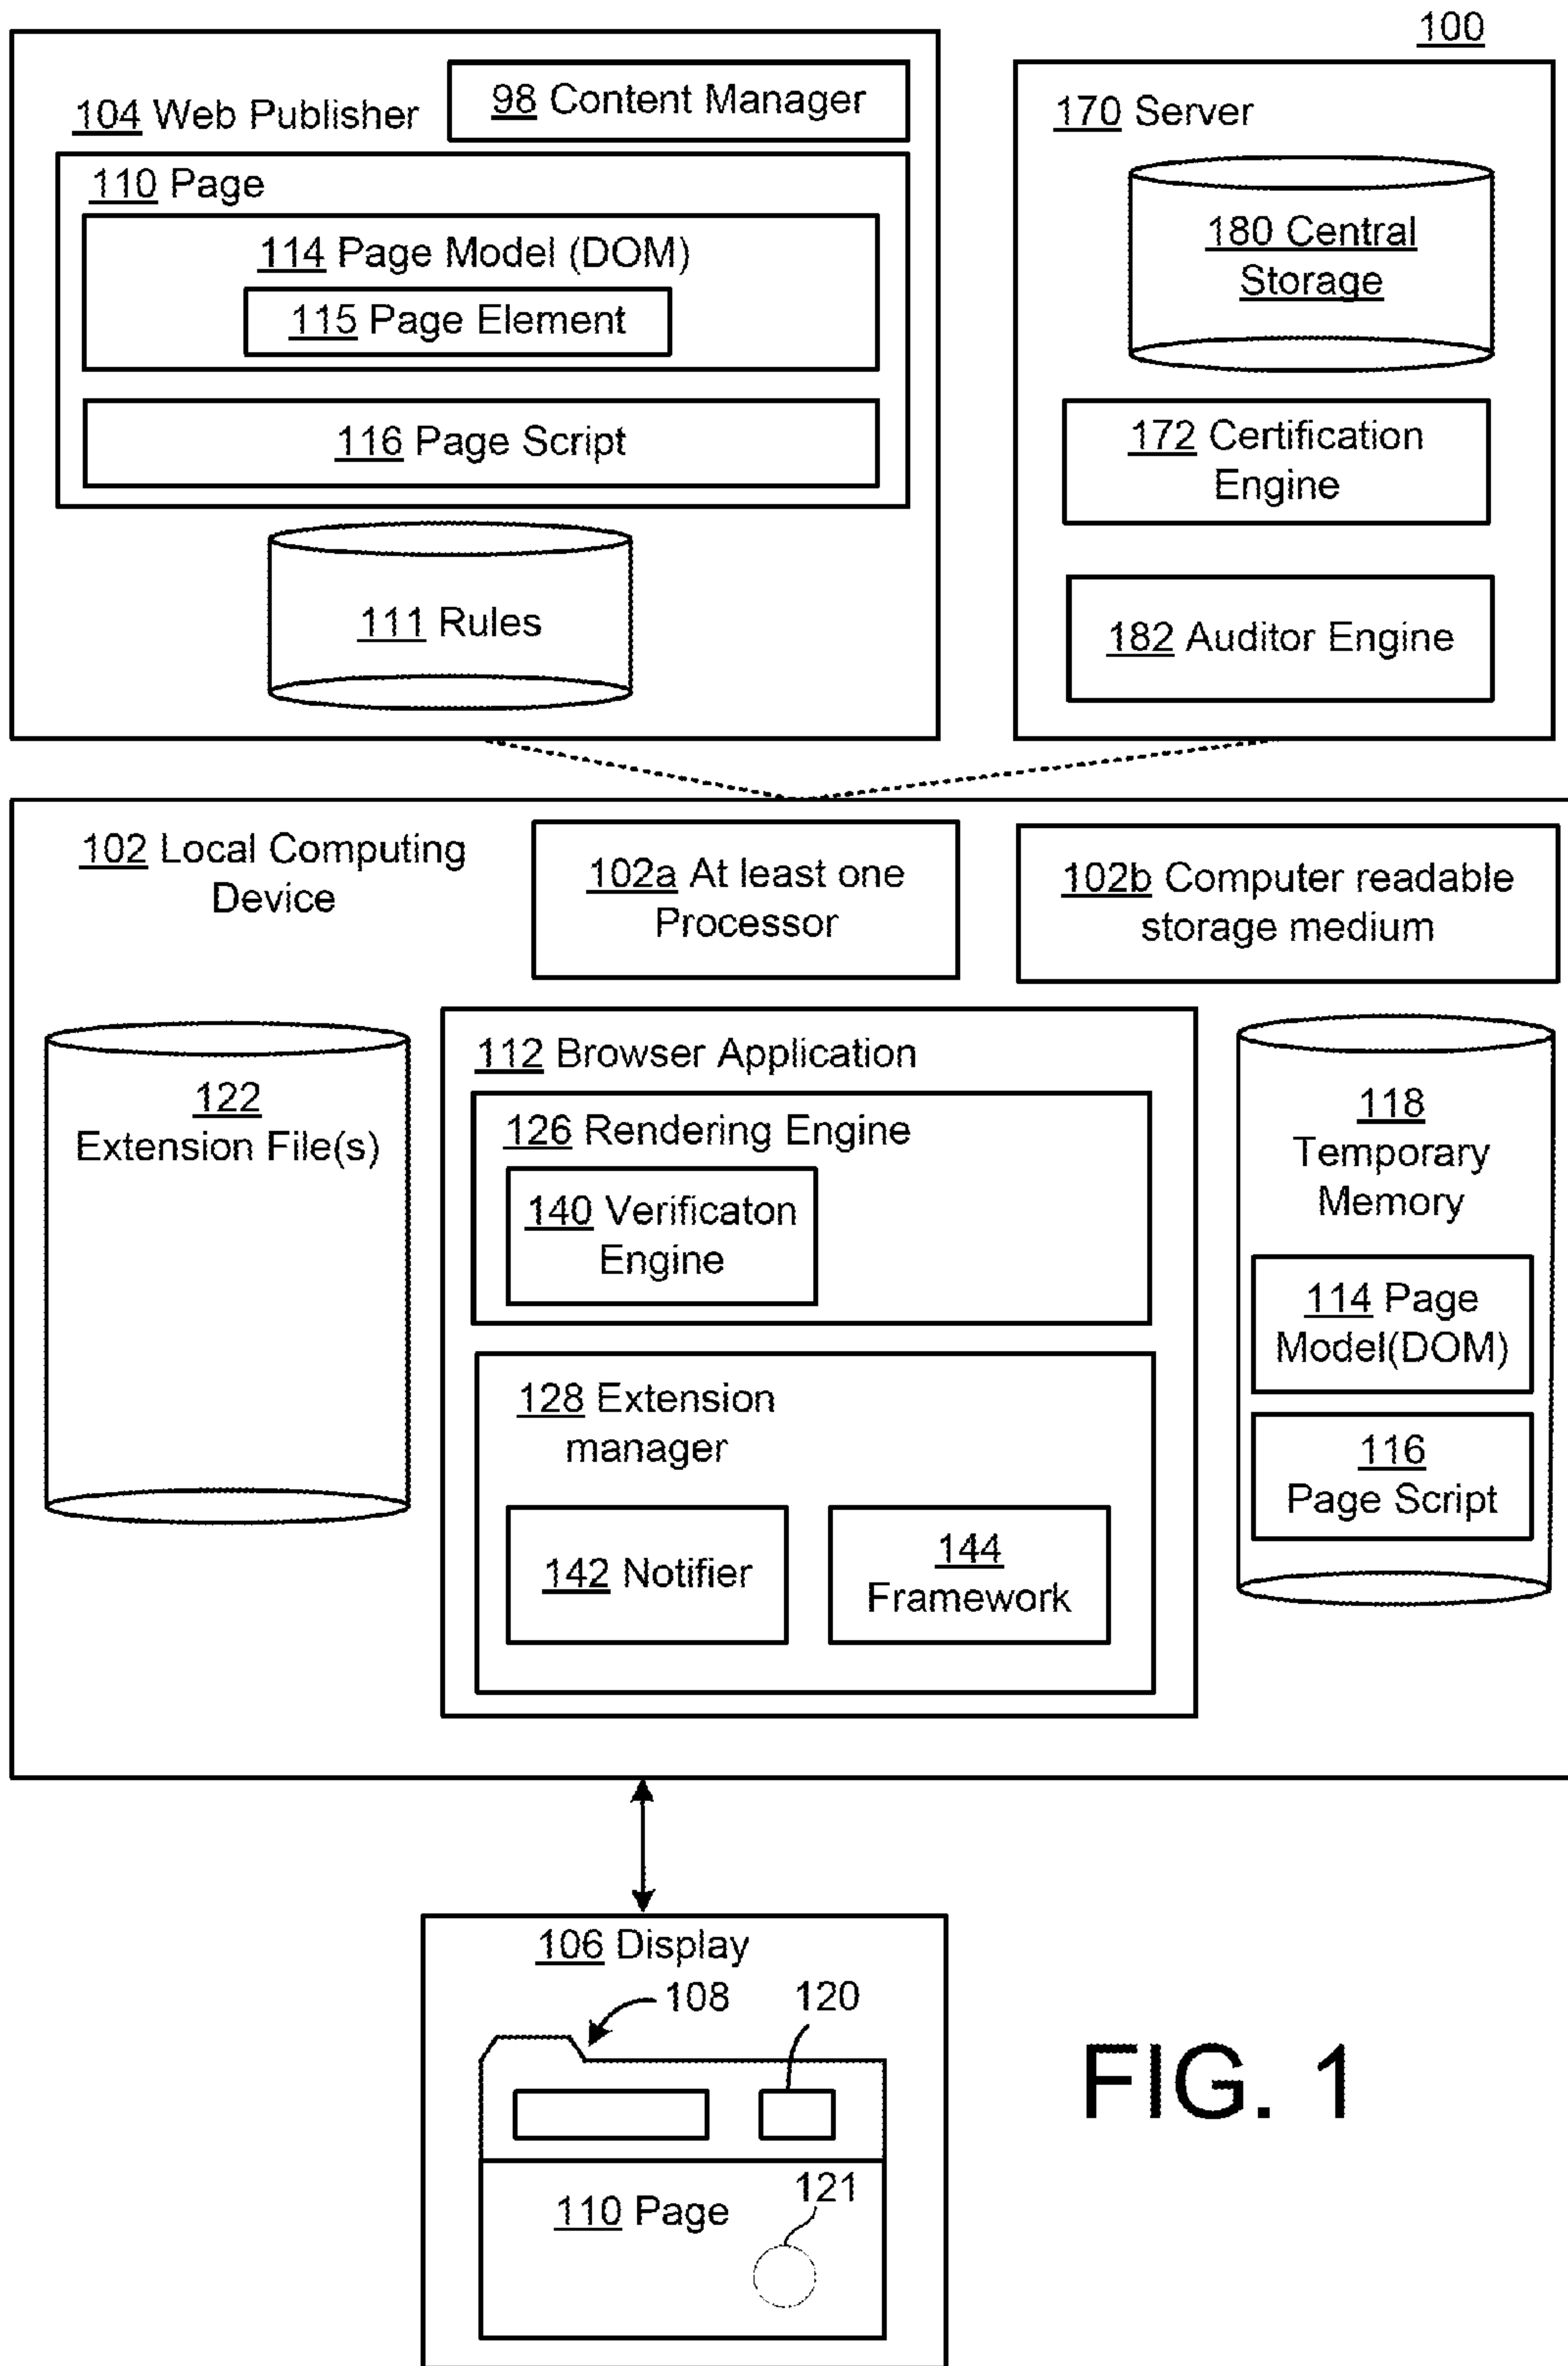 100
104 Web Publisher
98 Content Manager
110 Page
114 Page Model (DOM)
115 Page Element
116 Page Script
111 Rules
170 Server
180 Central
Storage
172 Certification
Engine
182 Auditor Engine
102 Local Computing
Device
102a At least one
Processor
102b Computer readable
storage medium
122
Extension File(s)
112 Browser Application
126 Rendering Engine
140 Verificaton
Engine
128 Extension
manager
142 Notifier
144
Framework
118
Temporary
Memory
114 Page
Model(DOM)
116
Page Script
106 Display
108
120
110 Page
121
FIG. 1